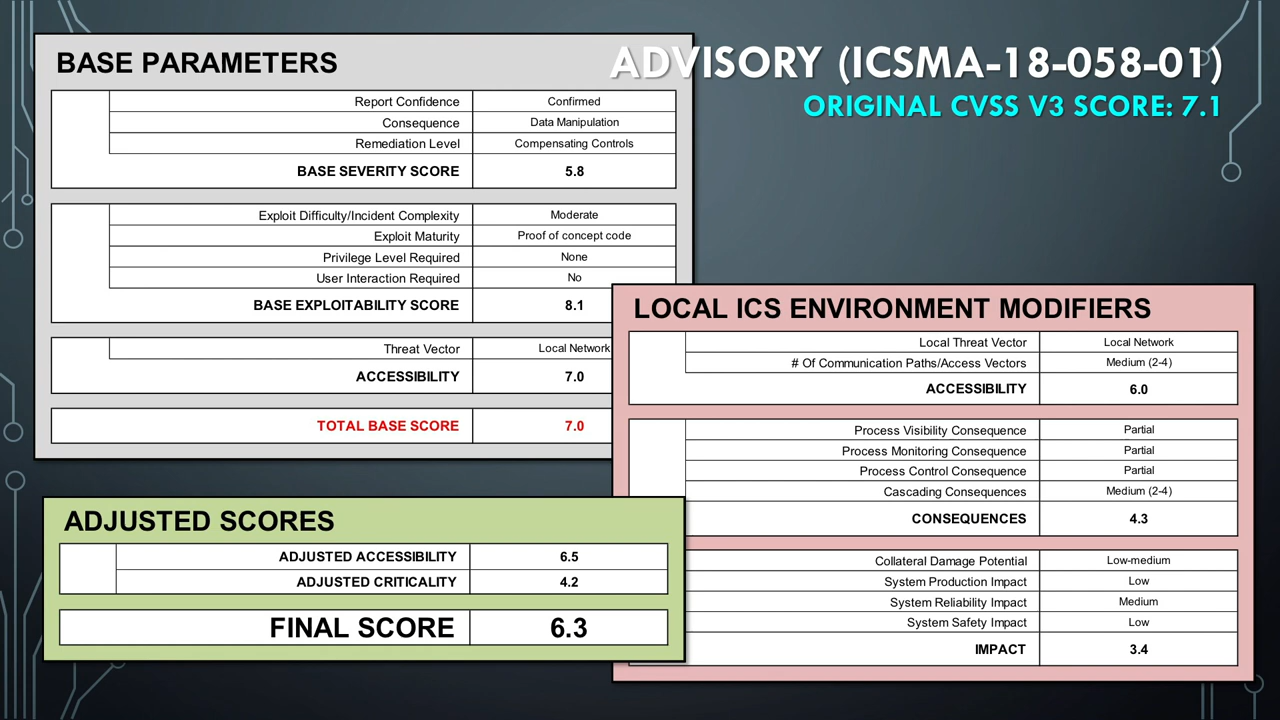 ADVISORY (ICSMA-18-058-01)
ORIGINAL CVSS V3 SCORE: 7.1
BASE PARAMETERS
Report Confidence Confirmed
Consequence Data Manipulation
Remediation Level Compensating Controls
BASE SEVERITY SCORE 5.8
Exploit Difficulty/Incident Complexity Moderate
Exploit Maturity Proof of concept code
Privilege Level Required None
User Interaction Required No
BASE EXPLOITABILITY SCORE 8.1
Threat Vector Local Network
ACCESSIBILITY 7.0
TOTAL BASE SCORE 7.0
LOCAL ICS ENVIRONMENT MODIFIERS
Local Threat Vector Local Network
# Of Communication Paths/Access Vectors Medium (2-4)
ACCESSIBILITY 6.0
Process Visibility Consequence Partial
Process Monitoring Consequence Partial
Process Control Consequence Partial
Cascading Consequences Medium (2-4)
CONSEQUENCES 4.3
Collateral Damage Potential Low-medium
System Production Impact Low
System Reliability Impact Medium
System Safety Impact Low
IMPACT 3.4
ADJUSTED SCORES
ADJUSTED ACCESSIBILITY 6.5
ADJUSTED CRITICALITY 4.2
FINAL SCORE 6.3